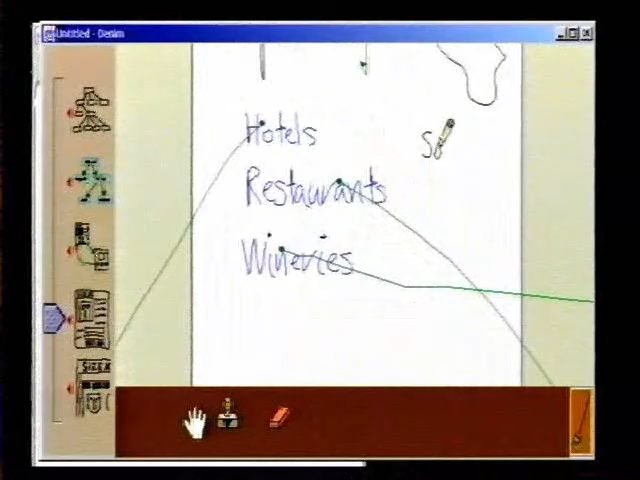 Untitled - Denim
Hotels
S
Restaurants
Wineries